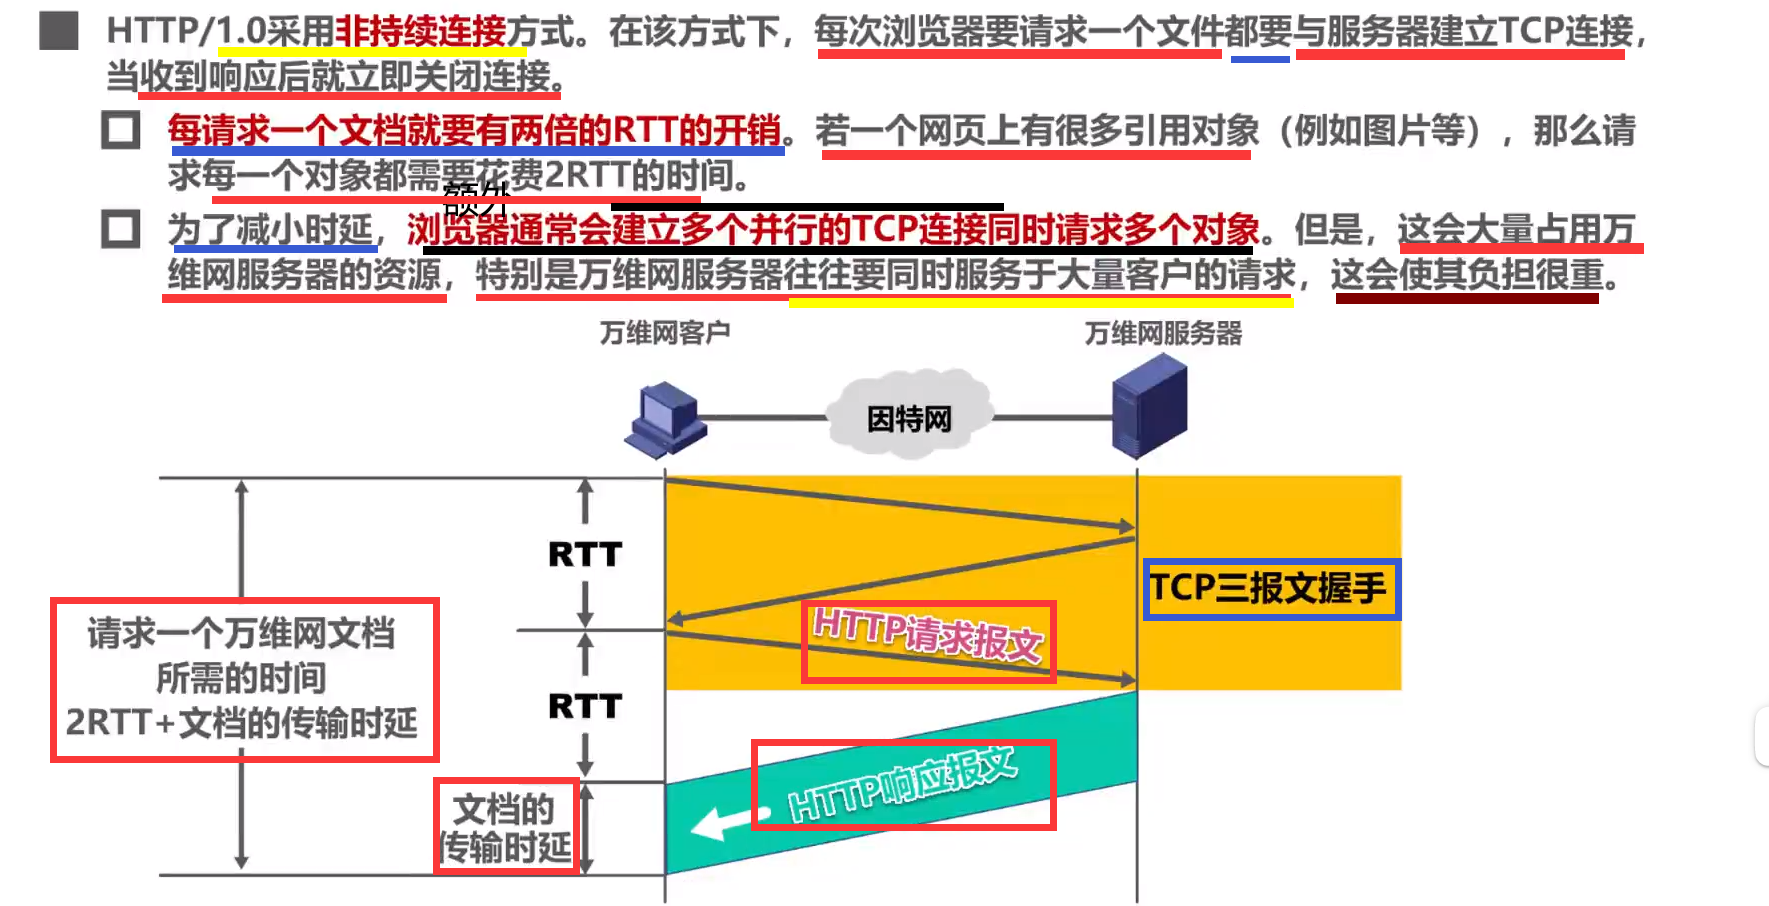 HTTP/1.0采用非持续连接方式。在该方式下，每次浏览器要请求一个文件都要与服务器建立TCP连接，
当收到响应后就立即关闭连接。
每请求一个文档就要有两倍的RTT的开销。若一个网页上有很多引用对象（例如图片等），那么请
求每一个对象都需要花费2RTT的时间。
额外
为了减小时延，浏览器通常会建立多个并行的TCP连接同时请求多个对象。但是，这会大量占用万
维网服务器的资源，特别是万维网服务器往往要同时服务于大量客户的请求，这会使其负担很重。
万维网客户
万维网服务器
因特网
RTT
TCP三报文握手
HTTP请求报文
请求一个万维网文档
所需的时间
2RTT+文档的传输时延
RTT
HTTP响应报文
文档的
传输时延